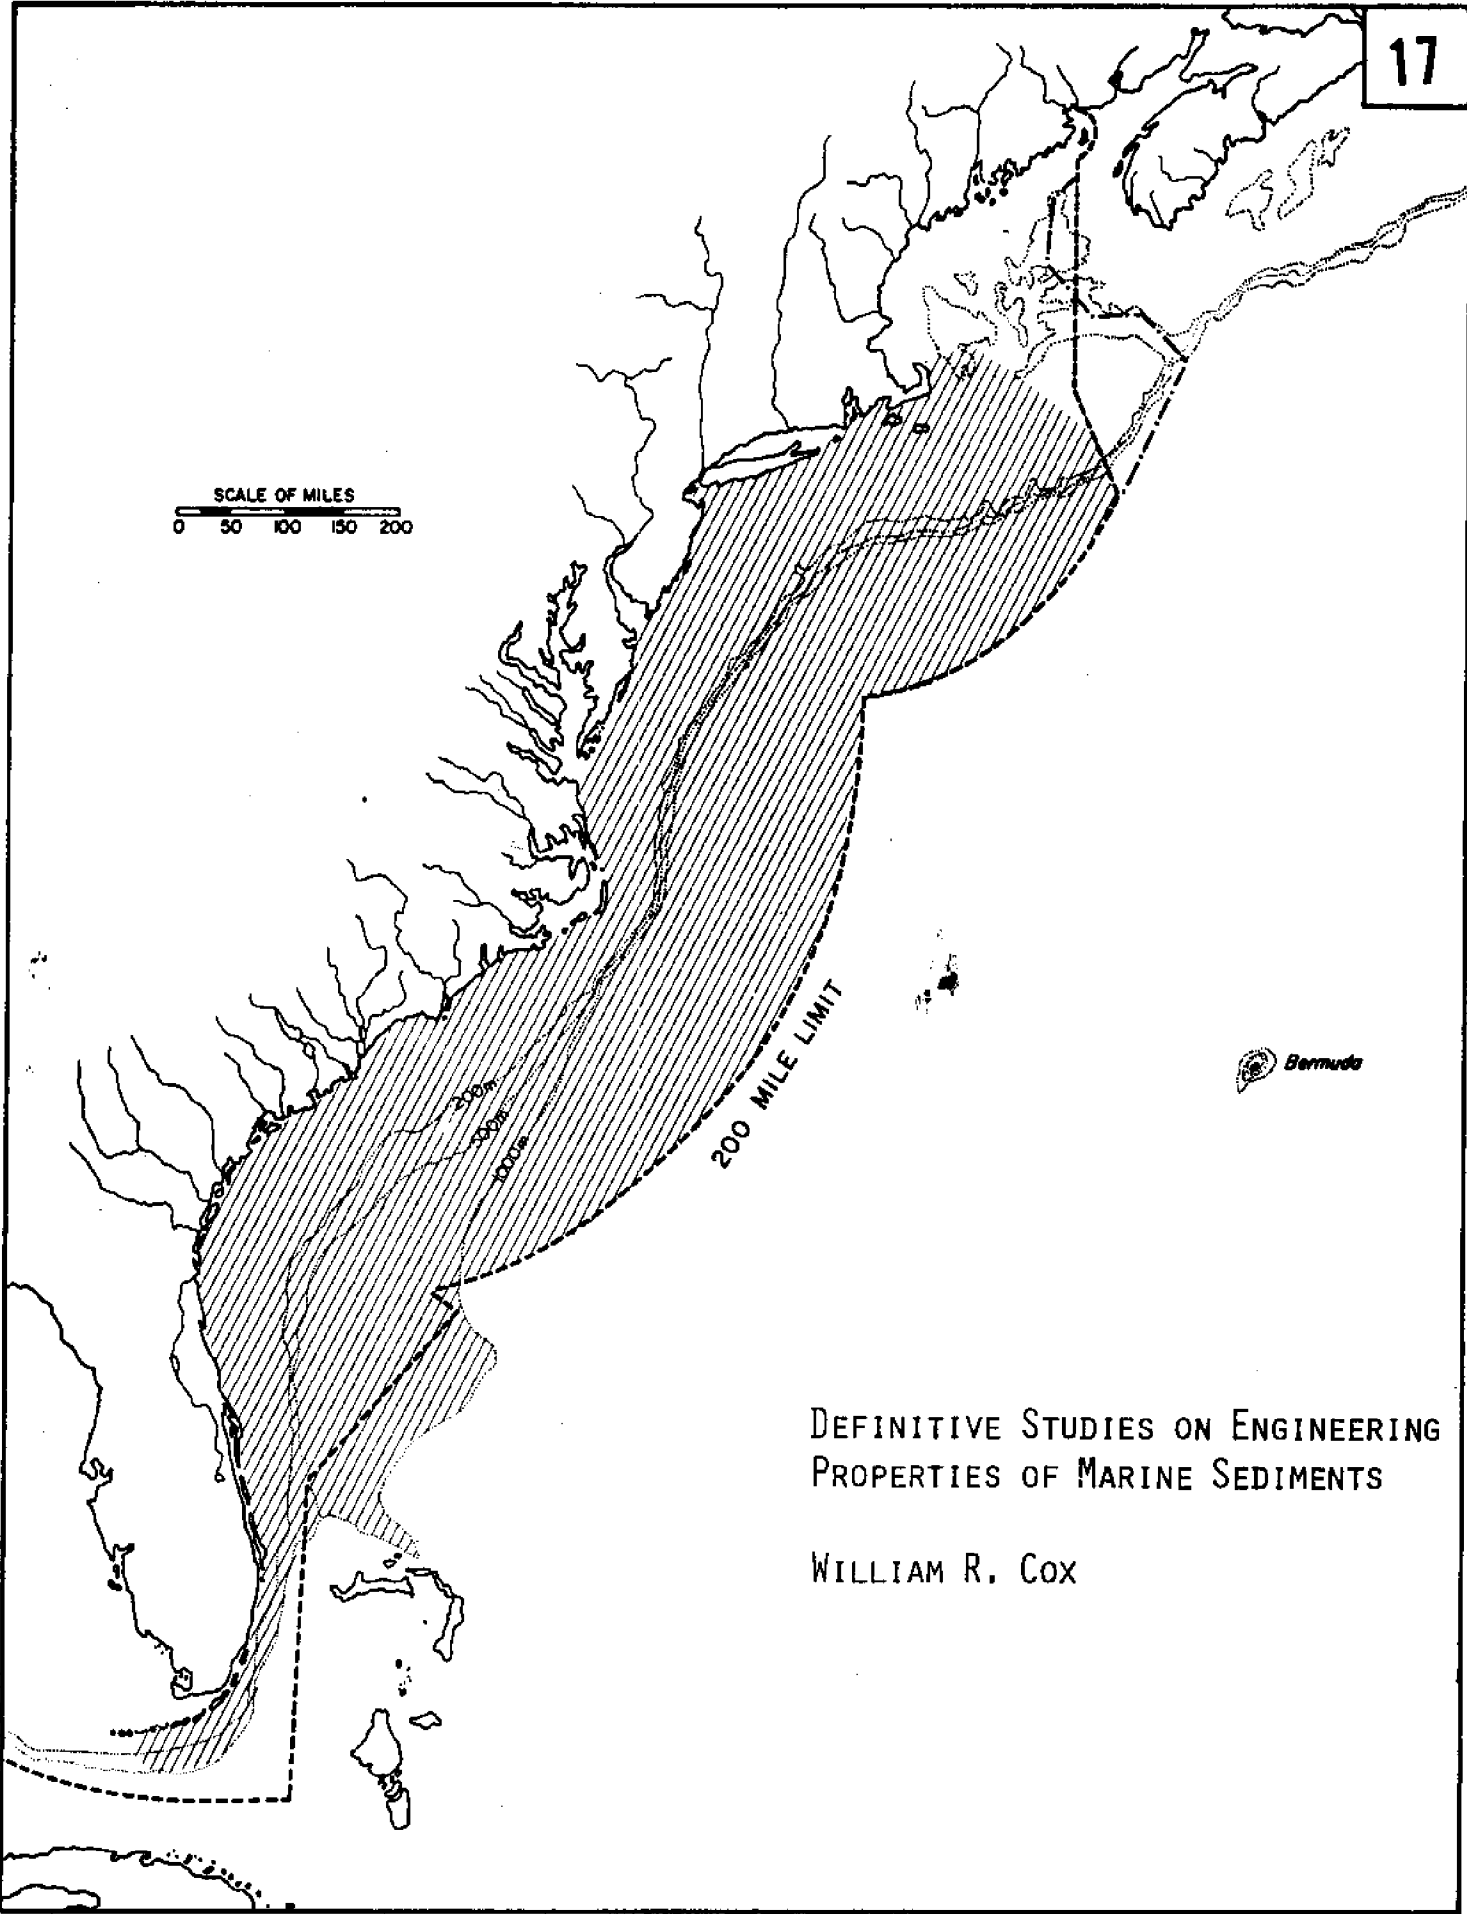 17
SCALE OF MILES
0 50 100 150 200
200 MILE LIMIT
Bermuda
200m
500m
1000m
DEFINITIVE STUDIES ON ENGINEERING
PROPERTIES OF MARINE SEDIMENTS
WILLIAM R. COX